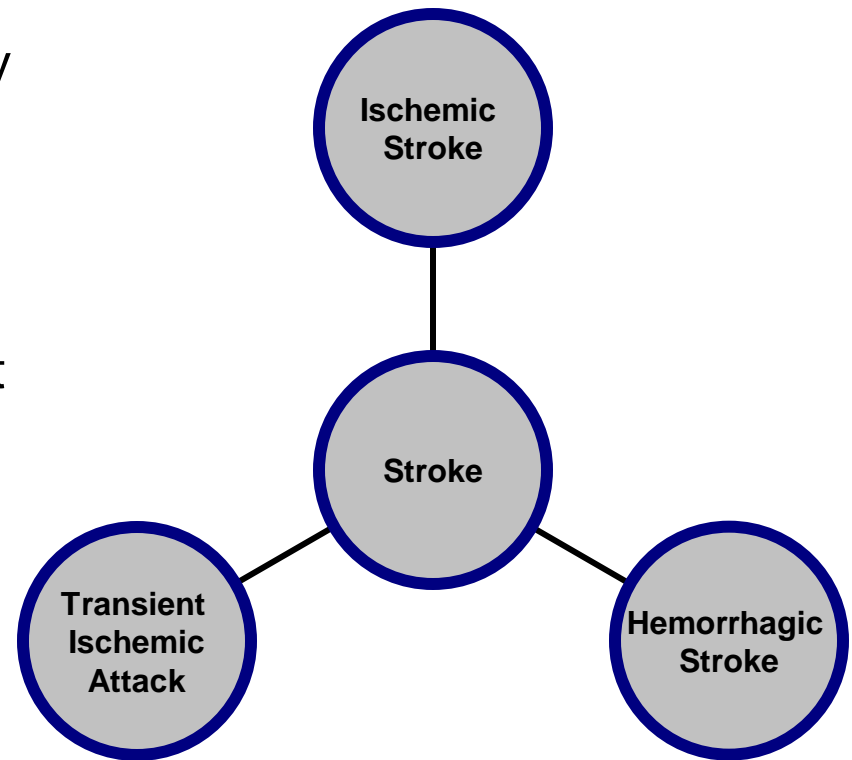 y
Ischemic
Stroke
t
Stroke
Transient
Ischemic
Attack
Hemorrhagic
Stroke